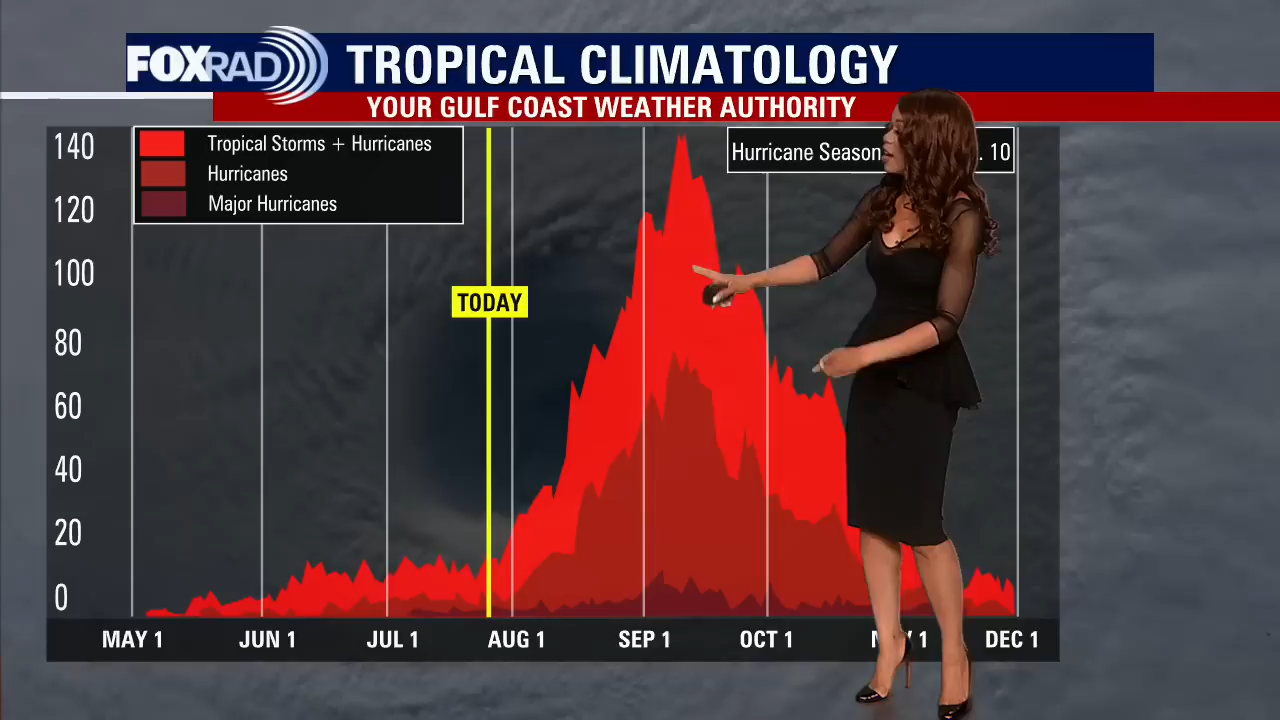 FOXRAD TROPICAL CLIMATOLOGY
YOUR GULF COAST WEATHER AUTHORITY
Tropical Storms + Hurricanes
Hurricanes
Major Hurricanes
Hurricane Season . 10
140
120
100
80
60
40
20
0
TODAY
MAY 1 JUN 1 JUL 1 AUG 1 SEP 1 OCT 1 1 DEC 1